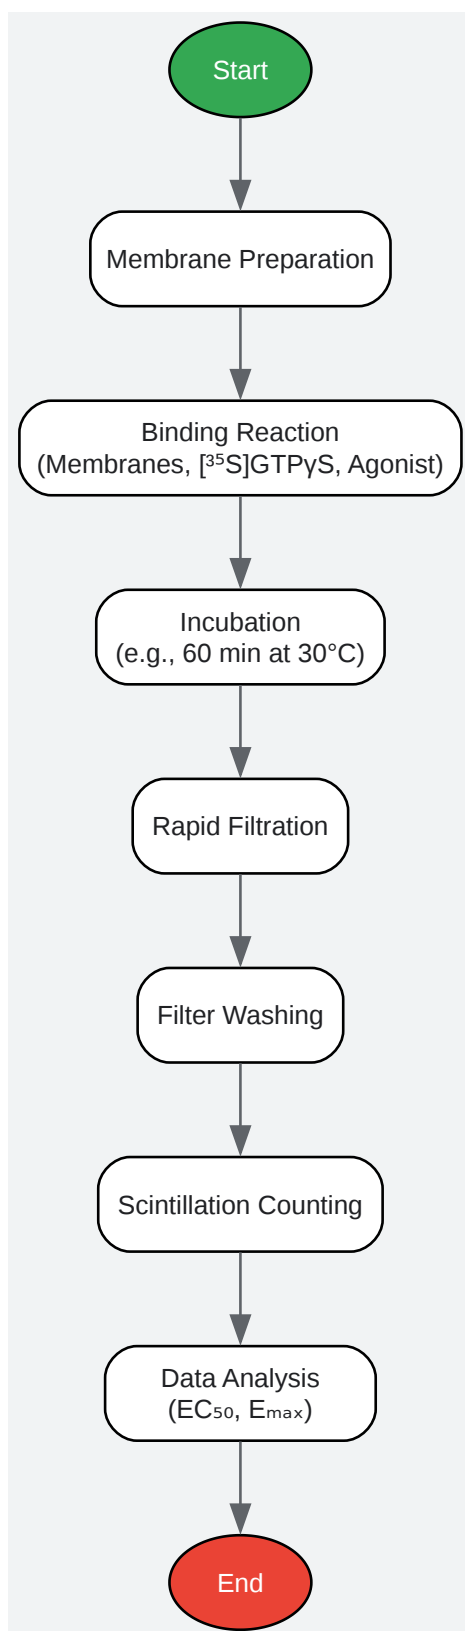 Start
Membrane Preparation
Binding Reaction
(Membranes, [³⁵S]GTPγS, Agonist)
Incubation
(e.g., 60 min at 30°C)
Rapid Filtration
Filter Washing
Scintillation Counting
Data Analysis
(EC₅₀, Eₘₐₓ)
End